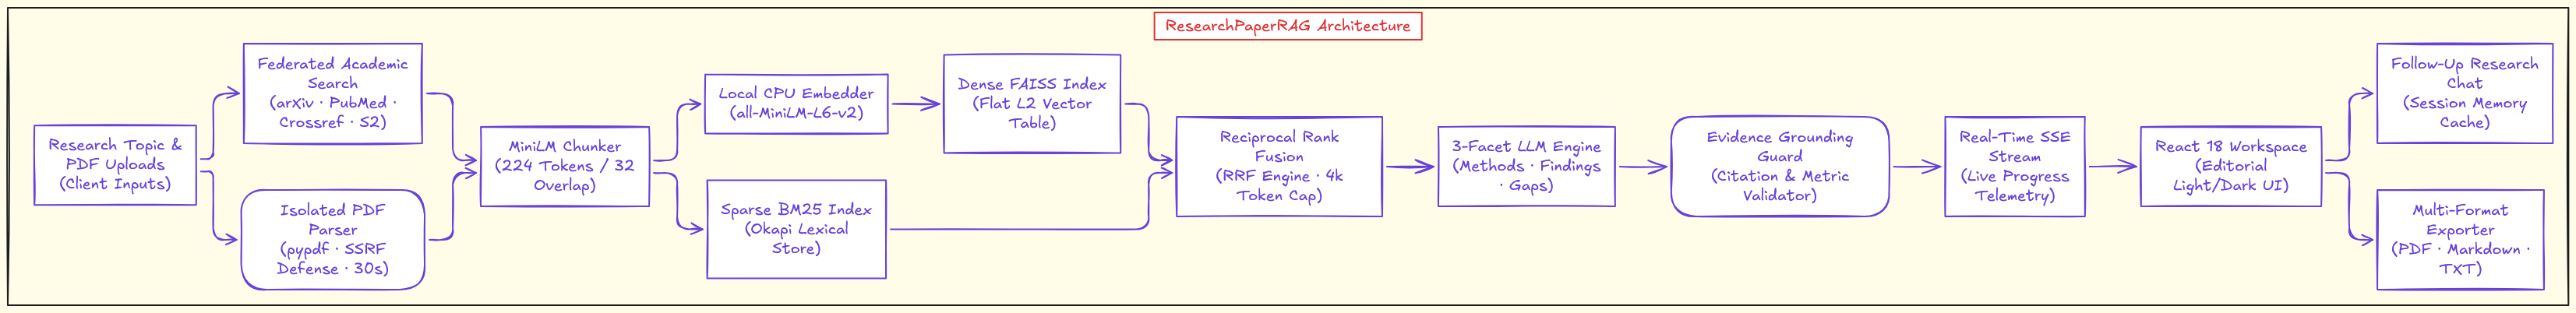 ResearchPaperRAG Architecture
Research Topic &
PDF Uploads
(Client Inputs)
Federated Academic
Search
(arXiv · PubMed ·
Crossref · S2)
Isolated PDF
Parser
(pypdf · SSRF
Defense · 30s)
MiniLM Chunker
(224 Tokens / 32
Overlap)
Local CPU Embedder
(all-MiniLM-L6-v2)
Dense FAISS Index
(Flat L2 Vector
Table)
Sparse BM25 Index
(Okapi Lexical
Store)
Reciprocal Rank
Fusion
(RRF Engine · 4k
Token Cap)
3-Facet LLM Engine
(Methods · Findings
· Gaps)
Evidence Grounding
Guard
(Citation & Metric
Validator)
Real-Time SSE
Stream
(Live Progress
Telemetry)
React 18 Workspace
(Editorial
Light/Dark UI)
Follow-Up Research
Chat
(Session Memory
Cache)
Multi-Format
Exporter
(PDF · Markdown ·
TXT)